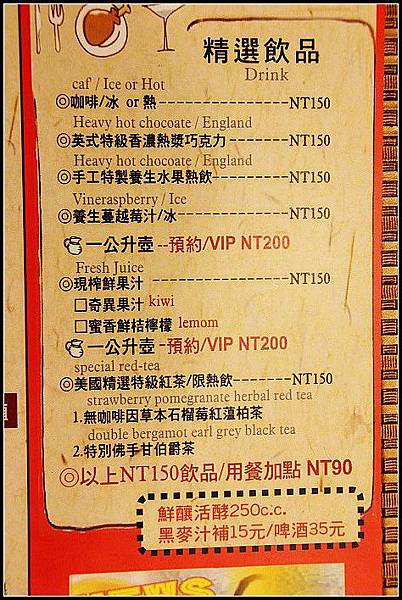 精選飲品
Drink
caf' / Ice or Hot
◎咖啡/冰 or 熱----------------NT150
Heavy hot chocoate / England
◎英式特級香濃熱漿巧克力--------NT150
Heavy hot chocoate / England
◎手工特製養生水果熱飲----------NT150
Vineraspberry / Ice
◎養生蔓越莓汁/冰--------------NT150
一公升壺--預約/VIP NT200
Fresh Juice
◎現榨鮮果汁 ------------------NT150
□奇異果汁 kiwi
□蜜香鮮桔檸檬 lemom
一公升壺--預約/VIP NT200
special red-tea
◎美國精選特級紅茶/限熱飲--------NT150
strawberry pomegranate herbal red tea
1.無咖啡因草本石榴莓紅薀柏茶
double bergamot earl grey black tea
2.特別佛手甘伯爵茶
◎以上NT150飲品/用餐加點 NT90
鮮釀活酵250c.c.
黑麥汁補15元/啤酒35元